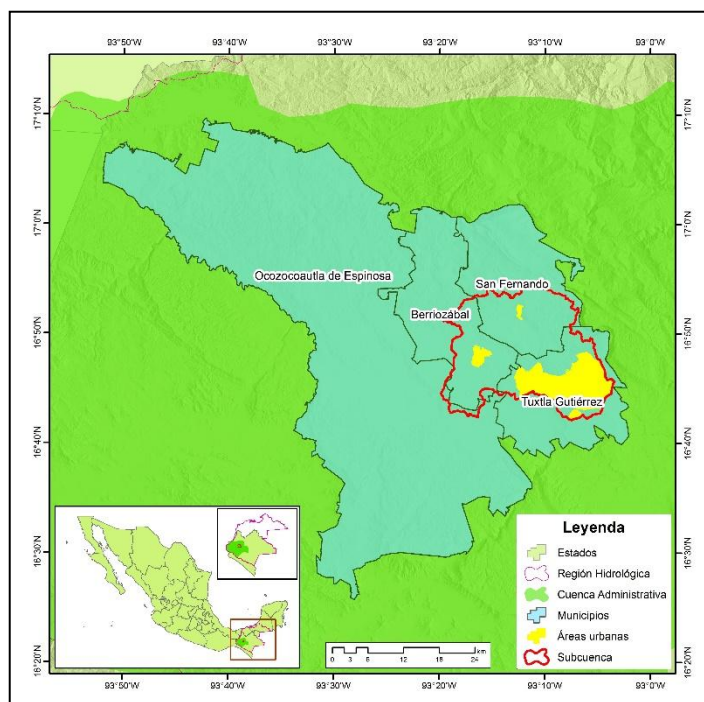 93°50'W 93°40'W 93°30'W 93°20'W 93°10'W 93°0'W
17°10'N 17°10'N
17°0'N 17°0'N
Ocozocoautla de Espinosa
San Fernando
Berriozábal
16°50'N 16°50'N
Tuxtla Gutiérrez
16°40'N 16°40'N
16°30'N 16°30'N
16°20'N 16°20'N
Leyenda
Estados
Región Hidrológica
Cuenca Administrativa
Municipios
Áreas urbanas
Subcuenca
0 3 6 12 18 24
km
93°50'W 93°40'W 93°30'W 93°20'W 93°10'W 93°0'W